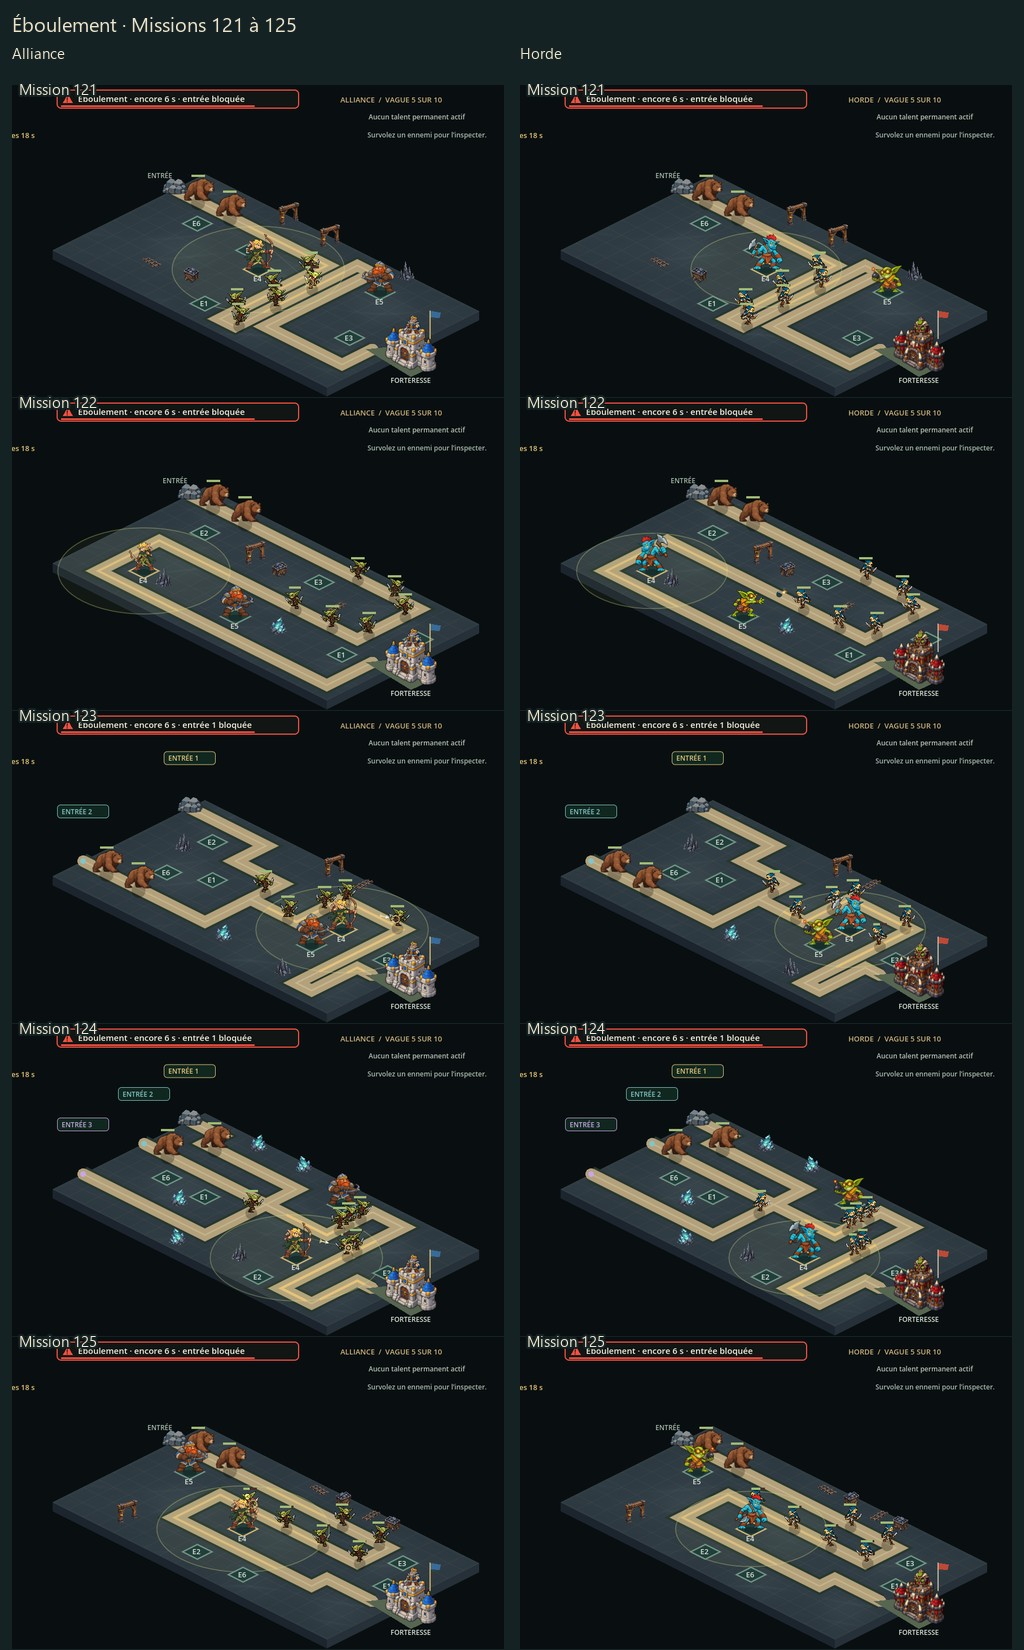 Éboulement · Missions 121 à 125
Alliance
Horde
Mission 121
Éboulement · encore 6 s · entrée bloquée
ALLIANCE / VAGUE 5 SUR 10
Aucun talent permanent actif
es 18 s
Survolez un ennemi pour l'inspecter.
ENTRÉE
E6
E4
E1
E5
E3
FORTERESSE
Mission 121
Éboulement · encore 6 s · entrée bloquée
HORDE / VAGUE 5 SUR 10
Aucun talent permanent actif
es 18 s
Survolez un ennemi pour l'inspecter.
ENTRÉE
E6
E4
E1
E5
E3
FORTERESSE
Mission 122
Éboulement · encore 6 s · entrée bloquée
ALLIANCE / VAGUE 5 SUR 10
Aucun talent permanent actif
es 18 s
Survolez un ennemi pour l'inspecter.
ENTRÉE
E2
E4
E3
E5
E1
FORTERESSE
Mission 122
Éboulement · encore 6 s · entrée bloquée
HORDE / VAGUE 5 SUR 10
Aucun talent permanent actif
es 18 s
Survolez un ennemi pour l'inspecter.
ENTRÉE
E2
E4
E3
E5
E1
FORTERESSE
Mission 123
Éboulement · encore 6 s · entrée 1 bloquée
ALLIANCE / VAGUE 5 SUR 10
Aucun talent permanent actif
ENTRÉE 1
es 18 s
Survolez un ennemi pour l'inspecter.
ENTRÉE 2
E2
E6
E1
E4
E5
FORTERESSE
Mission 123
Éboulement · encore 6 s · entrée 1 bloquée
HORDE / VAGUE 5 SUR 10
Aucun talent permanent actif
ENTRÉE 1
es 18 s
Survolez un ennemi pour l'inspecter.
ENTRÉE 2
E2
E6
E1
E4
E5
FORTERESSE
Mission 124
Éboulement · encore 6 s · entrée 1 bloquée
ALLIANCE / VAGUE 5 SUR 10
Aucun talent permanent actif
ENTRÉE 1
es 18 s
Survolez un ennemi pour l'inspecter.
ENTRÉE 2
ENTRÉE 3
E6
E1
E4
E2
FORTERESSE
Mission 124
Éboulement · encore 6 s · entrée 1 bloquée
HORDE / VAGUE 5 SUR 10
Aucun talent permanent actif
ENTRÉE 1
es 18 s
Survolez un ennemi pour l'inspecter.
ENTRÉE 2
ENTRÉE 3
E6
E1
E4
E2
FORTERESSE
Mission 125
Éboulement · encore 6 s · entrée bloquée
ALLIANCE / VAGUE 5 SUR 10
Aucun talent permanent actif
es 18 s
Survolez un ennemi pour l'inspecter.
ENTRÉE
E5
E4
E2
E3
E6
FORTERESSE
Mission 125
Éboulement · encore 6 s · entrée bloquée
HORDE / VAGUE 5 SUR 10
Aucun talent permanent actif
es 18 s
Survolez un ennemi pour l'inspecter.
ENTRÉE
E5
E4
E2
E3
E6
FORTERESSE